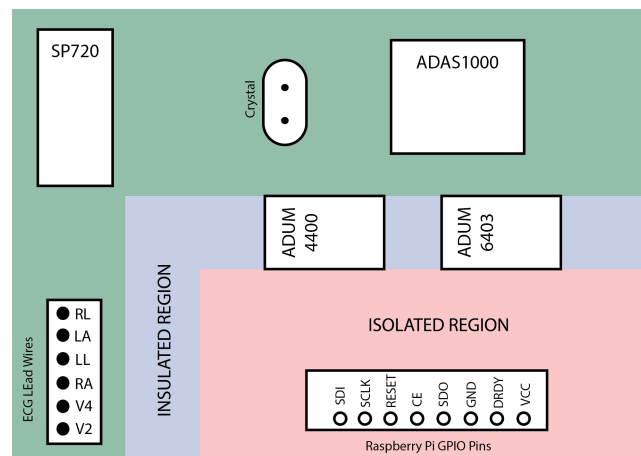 SP720
Crystal
ADAS1000
ADUM
4400
ADUM
6403
INSULATED REGION
ISOLATED REGION
ECG LEad Wires
RL
LA
LL
RA
V4
V2
SDI
SCLK
RESET
CE
SDO
GND
DRDY
VCC
Raspberry Pi GPIO Pins